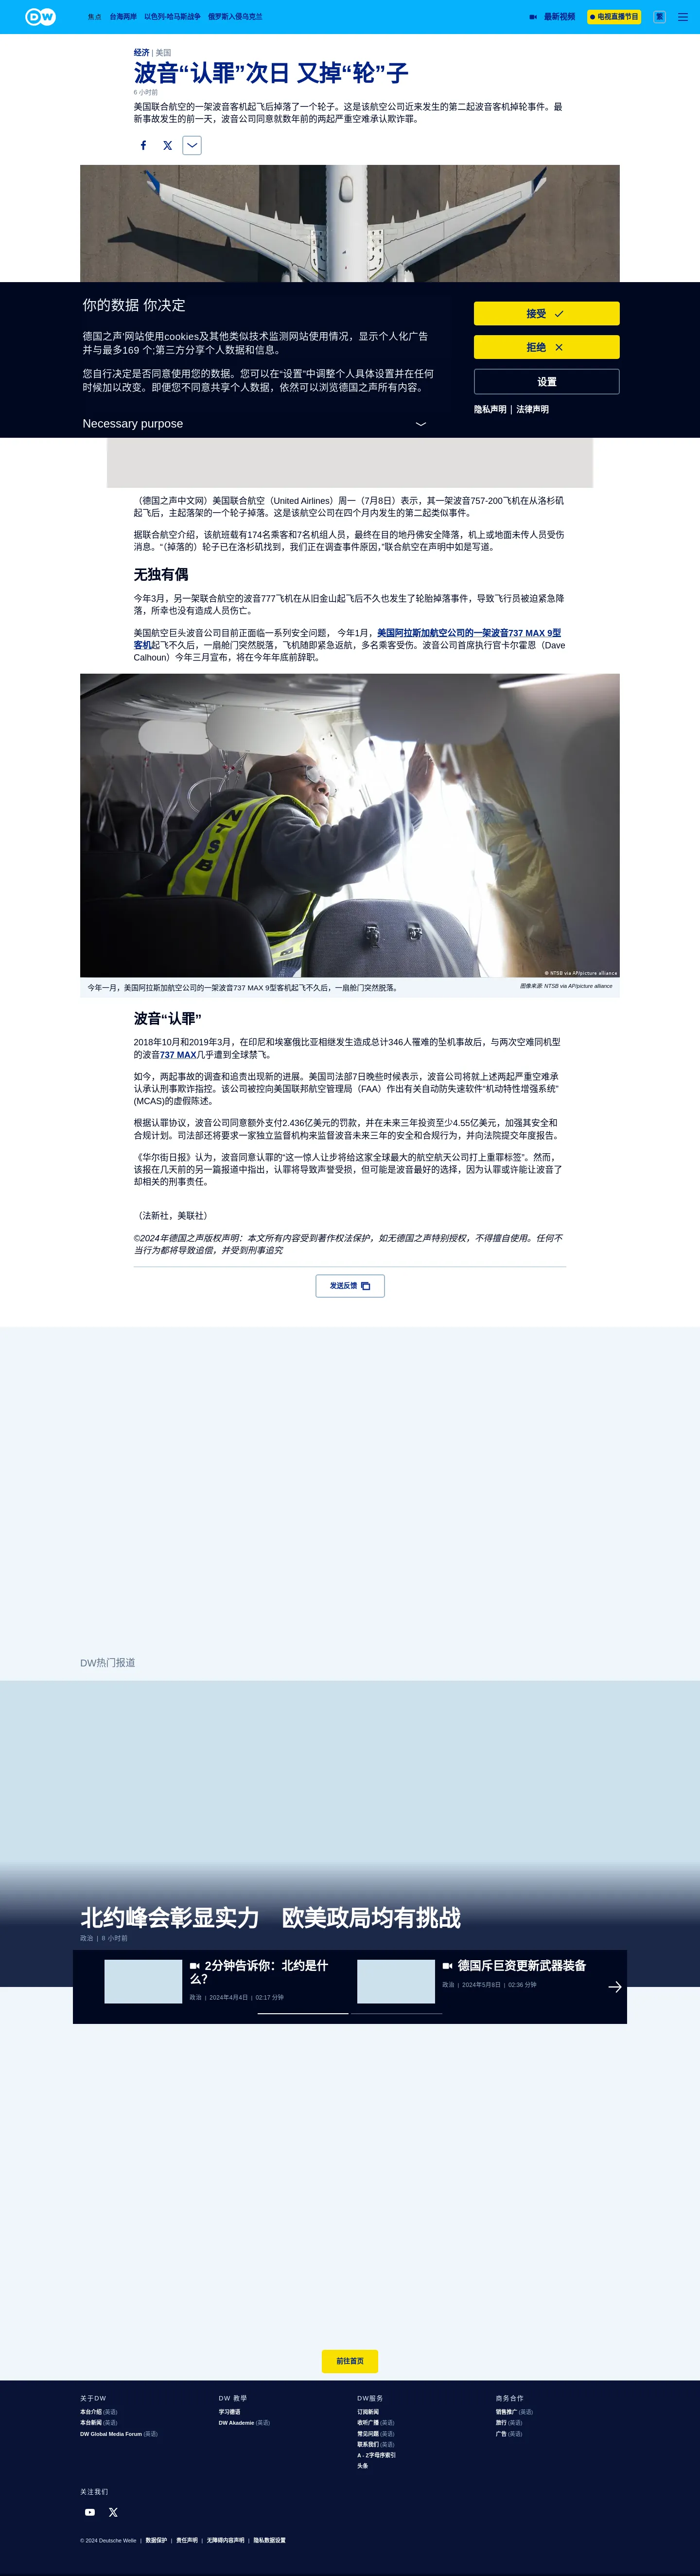 DW
焦点 台海两岸 以色列-哈马斯战争 俄罗斯入侵乌克兰 最新视频 电视直播节目 繁
经济 | 美国
波音“认罪”次日 又掉“轮”子
6 小时前
美国联合航空的一架波音客机起飞后掉落了一个轮子。这是该航空公司近来发生的第二起波音客机掉轮事件。最
新事故发生的前一天，波音公司同意就数年前的两起严重空难承认欺诈罪。
你的数据 你决定
德国之声'网站使用cookies及其他类似技术监测网站使用情况，显示个人化广告
并与最多169 个;第三方分享个人数据和信息。
您自行决定是否同意使用您的数据。您可以在“设置”中调整个人具体设置并在任何
时候加以改变。即便您不同意共享个人数据，依然可以浏览德国之声所有内容。
Necessary purpose
接受
拒绝
设置
隐私声明 | 法律声明
（德国之声中文网）美国联合航空（United Airlines）周一（7月8日）表示，其一架波音757-200飞机在从洛杉矶
起飞后，主起落架的一个轮子掉落。这是该航空公司在四个月内发生的第二起类似事件。
据联合航空介绍，该航班载有174名乘客和7名机组人员，最终在目的地丹佛安全降落，机上或地面未传人员受伤
消息。“（掉落的）轮子已在洛杉矶找到，我们正在调查事件原因，”联合航空在声明中如是写道。
无独有偶
今年3月，另一架联合航空的波音777飞机在从旧金山起飞后不久也发生了轮胎掉落事件，导致飞行员被迫紧急降
落，所幸也没有造成人员伤亡。
美国航空巨头波音公司目前正面临一系列安全问题， 今年1月，美国阿拉斯加航空公司的一架波音737 MAX 9型
客机起飞不久后，一扇舱门突然脱落，飞机随即紧急返航，多名乘客受伤。波音公司首席执行官卡尔霍恩（Dave
Calhoun）今年三月宣布，将在今年年底前辞职。
NTSB
© NTSB via AP/picture alliance
今年一月，美国阿拉斯加航空公司的一架波音737 MAX 9型客机起飞不久后，一扇舱门突然脱落。
图像来源: NTSB via AP/picture alliance
波音“认罪”
2018年10月和2019年3月，在印尼和埃塞俄比亚相继发生造成总计346人罹难的坠机事故后，与两次空难同机型
的波音737 MAX几乎遭到全球禁飞。
如今，两起事故的调查和追责出现新的进展。美国司法部7日晚些时候表示，波音公司将就上述两起严重空难承
认承认刑事欺诈指控。该公司被控向美国联邦航空管理局（FAA）作出有关自动防失速软件“机动特性增强系统”
(MCAS)的虚假陈述。
根据认罪协议，波音公司同意额外支付2.436亿美元的罚款，并在未来三年投资至少4.55亿美元，加强其安全和
合规计划。司法部还将要求一家独立监督机构来监督波音未来三年的安全和合规行为，并向法院提交年度报告。
《华尔街日报》认为，波音同意认罪的“这一惊人让步将给这家全球最大的航空航天公司打上重罪标签”。然而，
该报在几天前的另一篇报道中指出，认罪将导致声誉受损，但可能是波音最好的选择，因为认罪或许能让波音了
却相关的刑事责任。
（法新社，美联社）
©2024年德国之声版权声明：本文所有内容受到著作权法保护，如无德国之声特别授权，不得擅自使用。任何不
当行为都将导致追偿，并受到刑事追究
发送反馈
DW热门报道
北约峰会彰显实力 欧美政局均有挑战
政治 | 8 小时前
2分钟告诉你：北约是什
么？
政治 | 2024年4月4日 | 02:17 分钟
德国斥巨资更新武器装备
政治 | 2024年5月8日 | 02:36 分钟
前往首页
关于DW
本台介绍 (英语)
本台新闻 (英语)
DW Global Media Forum (英语)
DW 教學
学习德语
DW Akademie (英语)
DW服务
订阅新闻
收听广播 (英语)
常见问题 (英语)
联系我们 (英语)
A - Z字母序索引
头条
商务合作
销售推广 (英语)
旅行 (英语)
广告 (英语)
关注我们
© 2024 Deutsche Welle | 数据保护 | 责任声明 | 无障碍内容声明 | 隐私数据设置